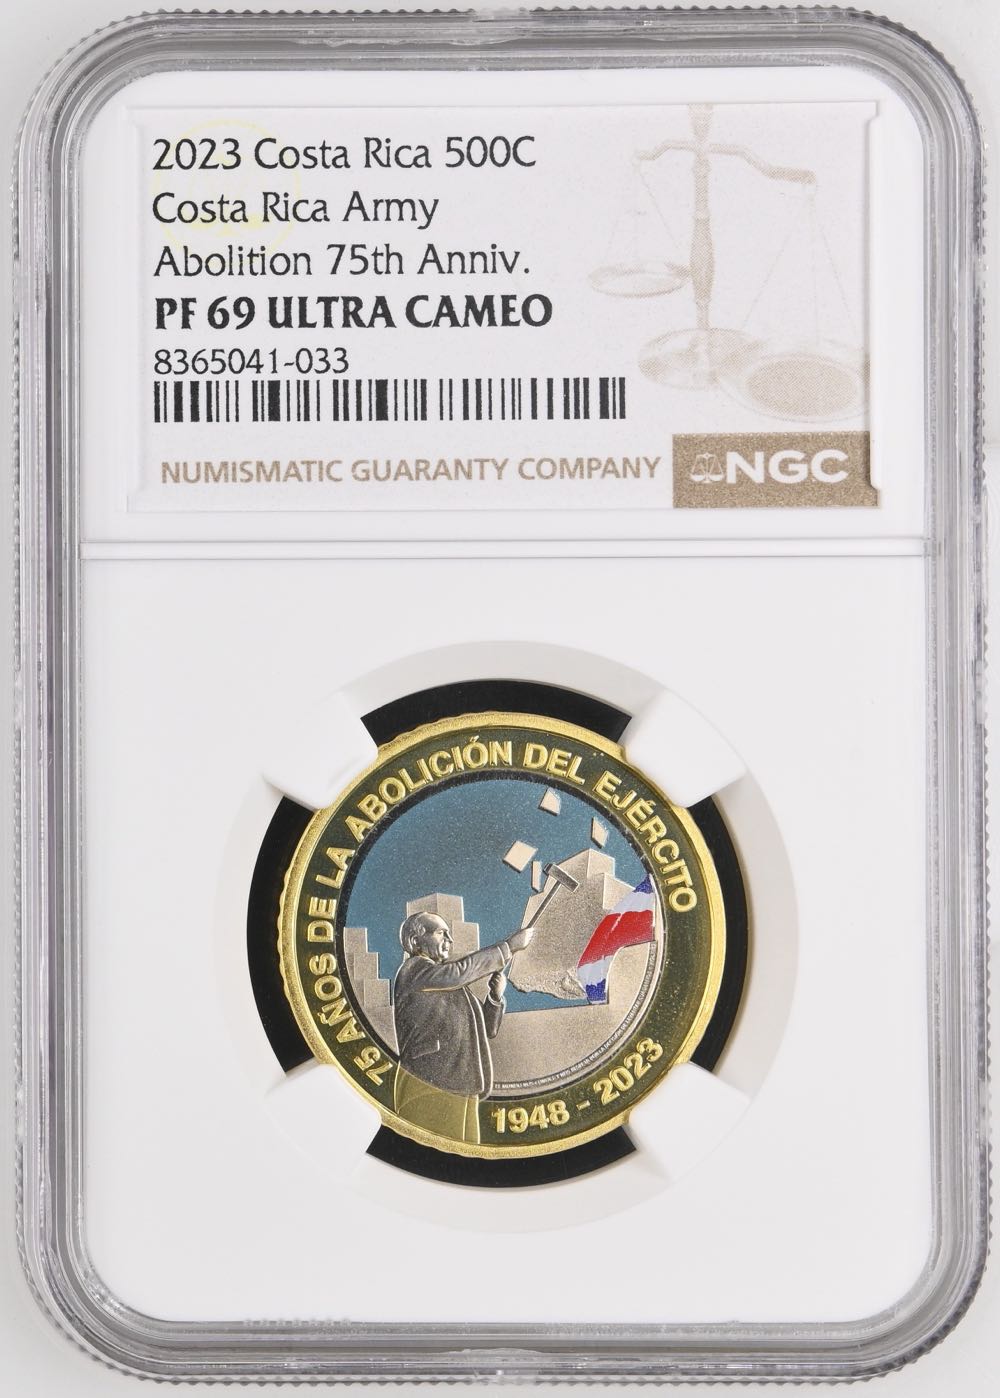 2023 Costa Rica 500C
Costa Rica Army
Abolition 75th Anniv.
PF 69 ULTRA CAMEO
8365041-033
NUMISMATIC GUARANTY COMPANY
NGC
75 AÑOS DE LA ABOLICIÓN DEL EJÉRCITO
1948 - 2023